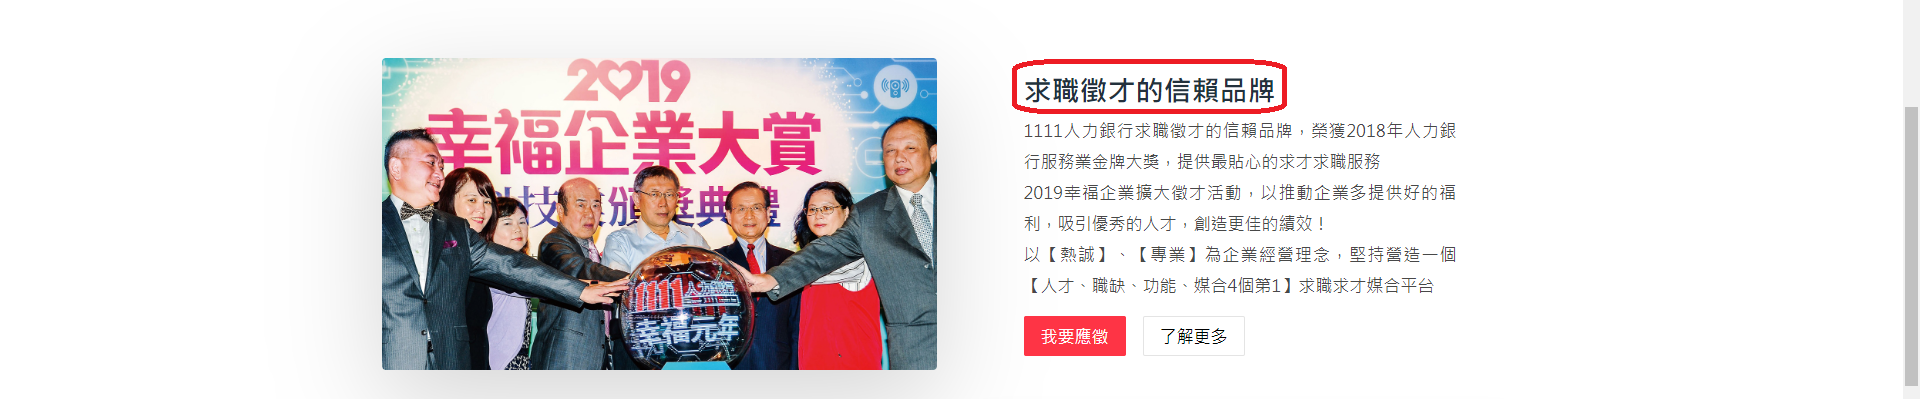 2019
幸福企業大賞
頒獎典禮
1111人力銀行
幸福元年
求職徵才的信賴品牌
1111人力銀行求職徵才的信賴品牌，榮獲2018年人力銀
行服務業金牌大獎，提供最貼心的求才求職服務
2019幸福企業擴大徵才活動，以推動企業多提供好的福
利，吸引優秀的人才，創造更佳的績效！
以【熱誠】、【專業】為企業經營理念，堅持營造一個
【人才、職缺、功能、媒合4個第1】求職求才媒合平台
我要應徵
了解更多